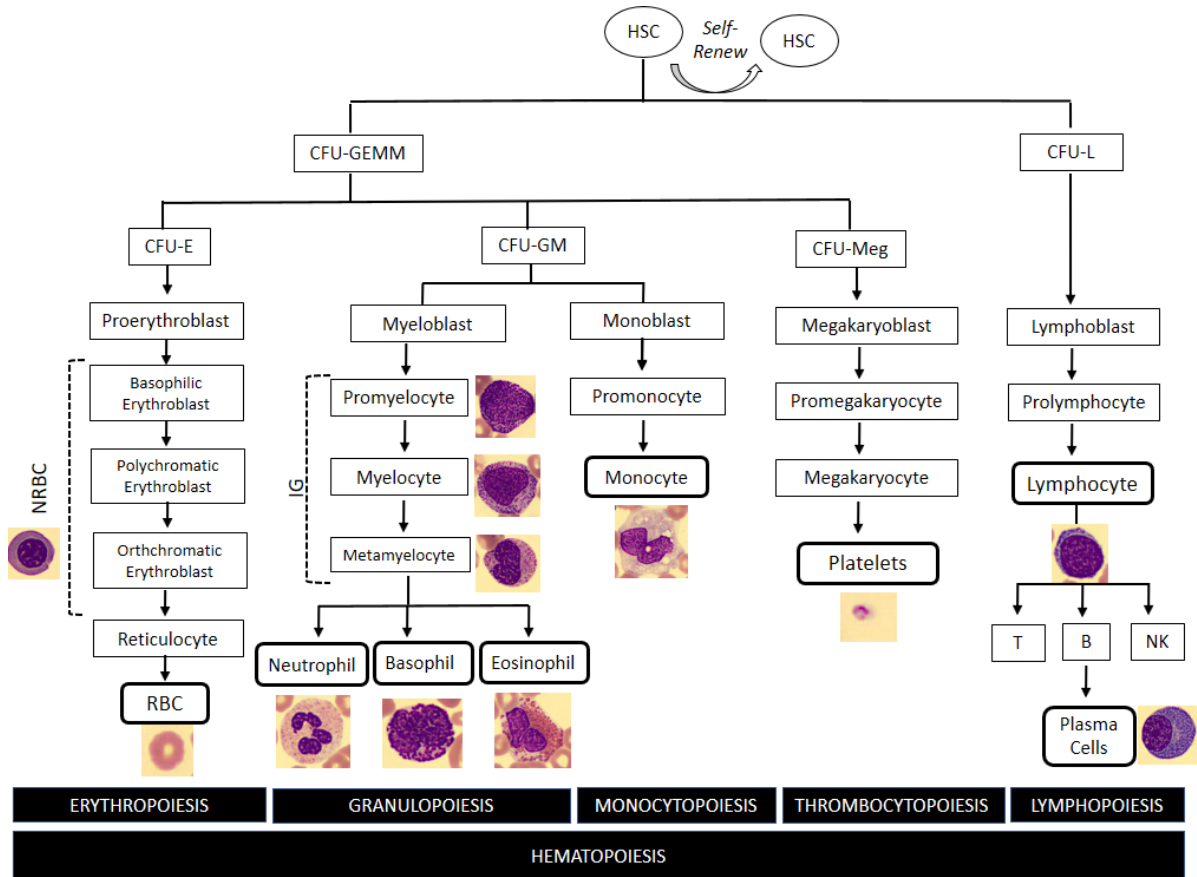 HSC
Self-
Renew
HSC
CFU-GEMM
CFU-L
CFU-E
CFU-GM
CFU-Meg
Proerythroblast
Myeloblast
Monoblast
Megakaryoblast
Lymphoblast
Basophilic
Erythroblast
Promyelocyte
Promonocyte
Promegakaryocyte
Prolymphocyte
NRBC
Polychromatic
Erythroblast
IG
Myelocyte
Monocyte
Megakaryocyte
Lymphocyte
Orthchromatic
Erythroblast
Metamyelocyte
Platelets
Reticulocyte
T
B
NK
Neutrophil
Basophil
Eosinophil
RBC
Plasma
Cells
ERYTHROPOIESIS
GRANULOPOIESIS
MONOCYTOPOIESIS
THROMBOCYTOPOIESIS
LYMPHOPOIESIS
HEMATOPOIESIS